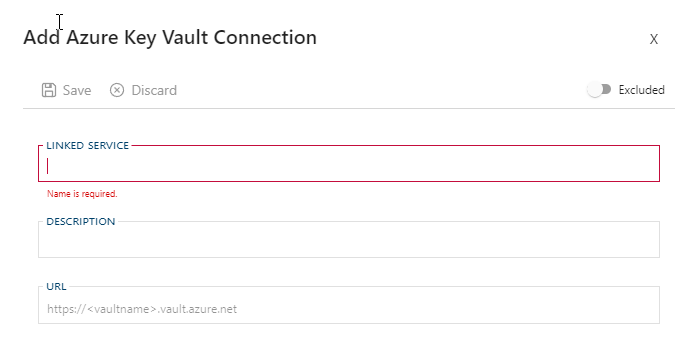 Add Azure Key Vault Connection
X
Save Discard Excluded
LINKED SERVICE
Name is required.
DESCRIPTION
URL
https://<vaultname>.vault.azure.net